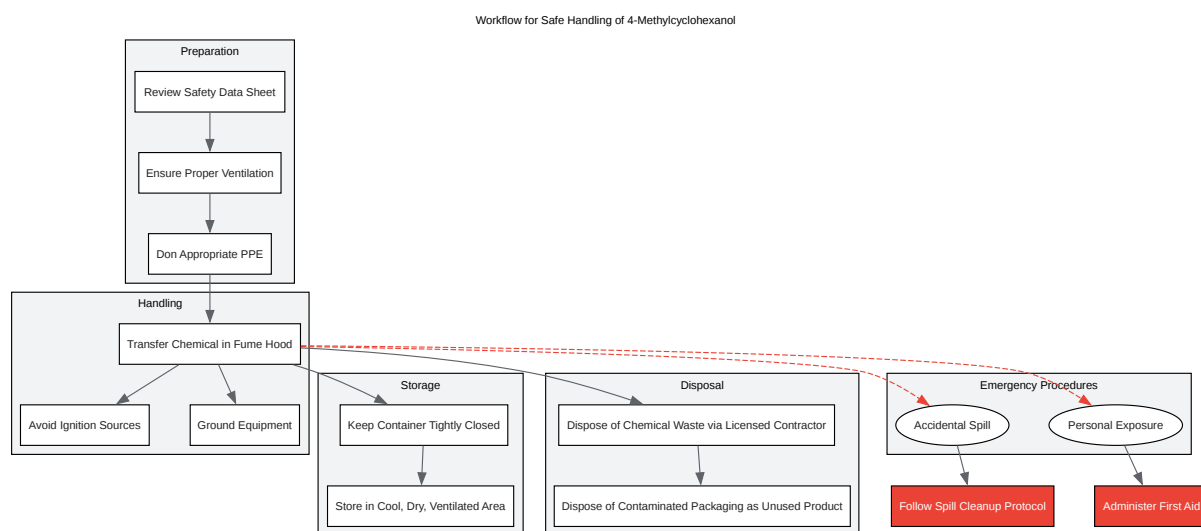 Workflow for Safe Handling of 4-Methylcyclohexanol
Preparation
Review Safety Data Sheet
Ensure Proper Ventilation
Don Appropriate PPE
Handling
Transfer Chemical in Fume Hood
Avoid Ignition Sources
Ground Equipment
Storage
Keep Container Tightly Closed
Store in Cool, Dry, Ventilated Area
Disposal
Dispose of Chemical Waste via Licensed Contractor
Dispose of Contaminated Packaging as Unused Product
Emergency Procedures
Accidental Spill
Personal Exposure
Follow Spill Cleanup Protocol
Administer First Aid